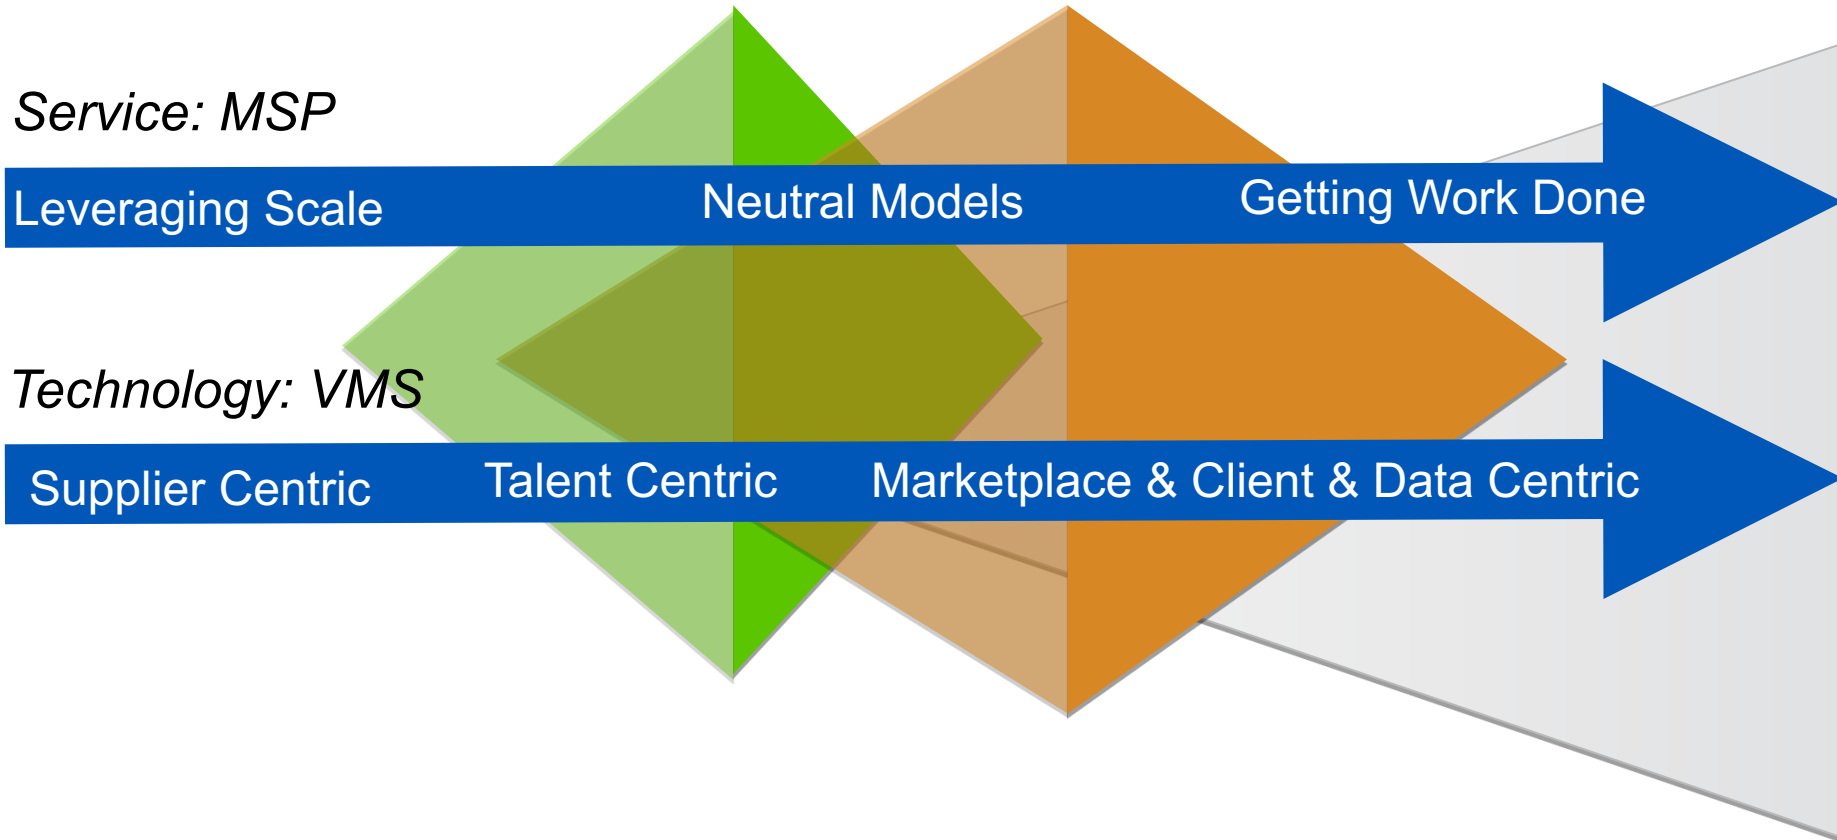 Service: MSP
Leveraging Scale Neutral Models Getting Work Done
Technology: VMS
Supplier Centric Talent Centric Marketplace & Client & Data Centric